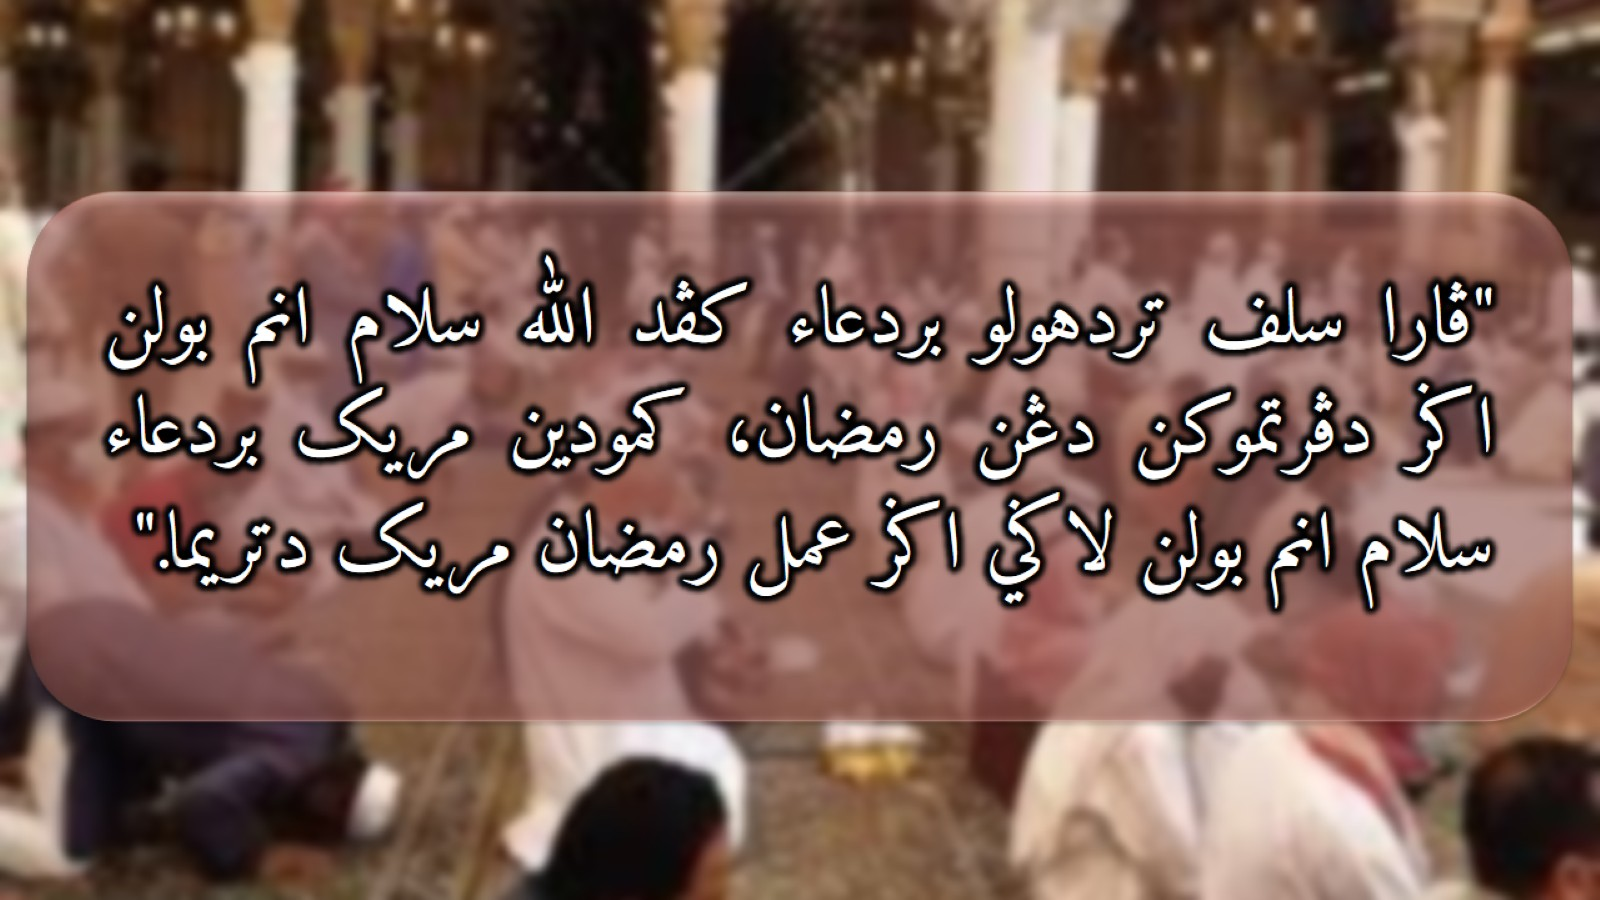 "ڤارا سلف تردهولو بردعاء کڤد الله سلام انم بولن
اݢر دڤرتموکن دڠن رمضان، کمودين مريک بردعاء
سلام انم بولن لاݢي اݢر عمل رمضان مريک دتريما."